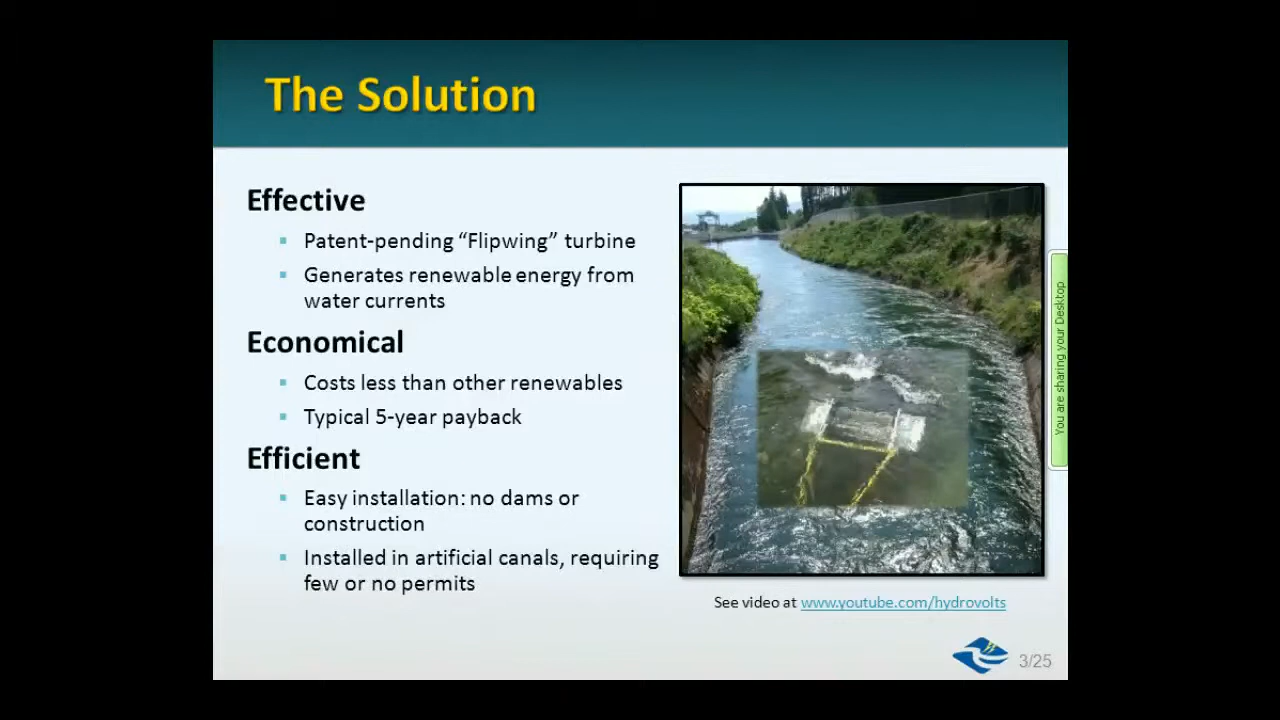 The Solution
Effective
▪ Patent-pending “Flipwing” turbine
▪ Generates renewable energy from
water currents
Economical
▪ Costs less than other renewables
▪ Typical 5-year payback
Efficient
▪ Easy installation: no dams or
construction
▪ Installed in artificial canals, requiring
few or no permits
See video at www.youtube.com/hydrovolts
You are sharing your Desktop
3/25